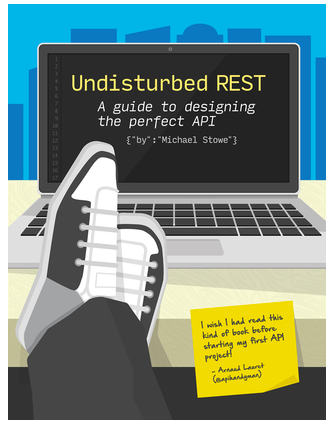 Undisturbed REST
A guide to designing
the perfect API
{"by":"Michael Stowe"}
I wish I had read this
kind of book before
starting my first API
project!
- Arnaud Lauret
(@apihandyman)